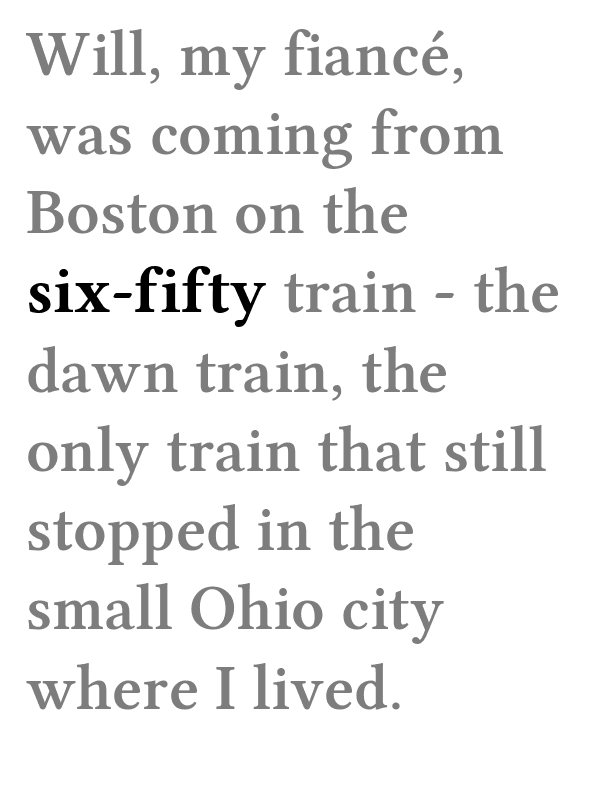 Will, my fiancé,
was coming from
Boston on the
six-fifty train - the
dawn train, the
only train that still
stopped in the
small Ohio city
where I lived.